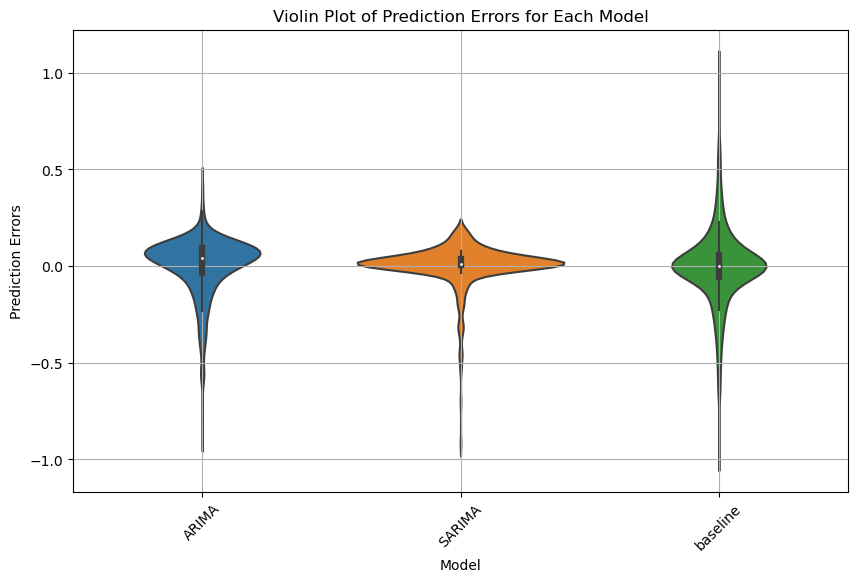 Violin Plot of Prediction Errors for Each Model
Prediction Errors
1.0
0.5
0.0
−0.5
−1.0
ARIMA
SARIMA
baseline
Model